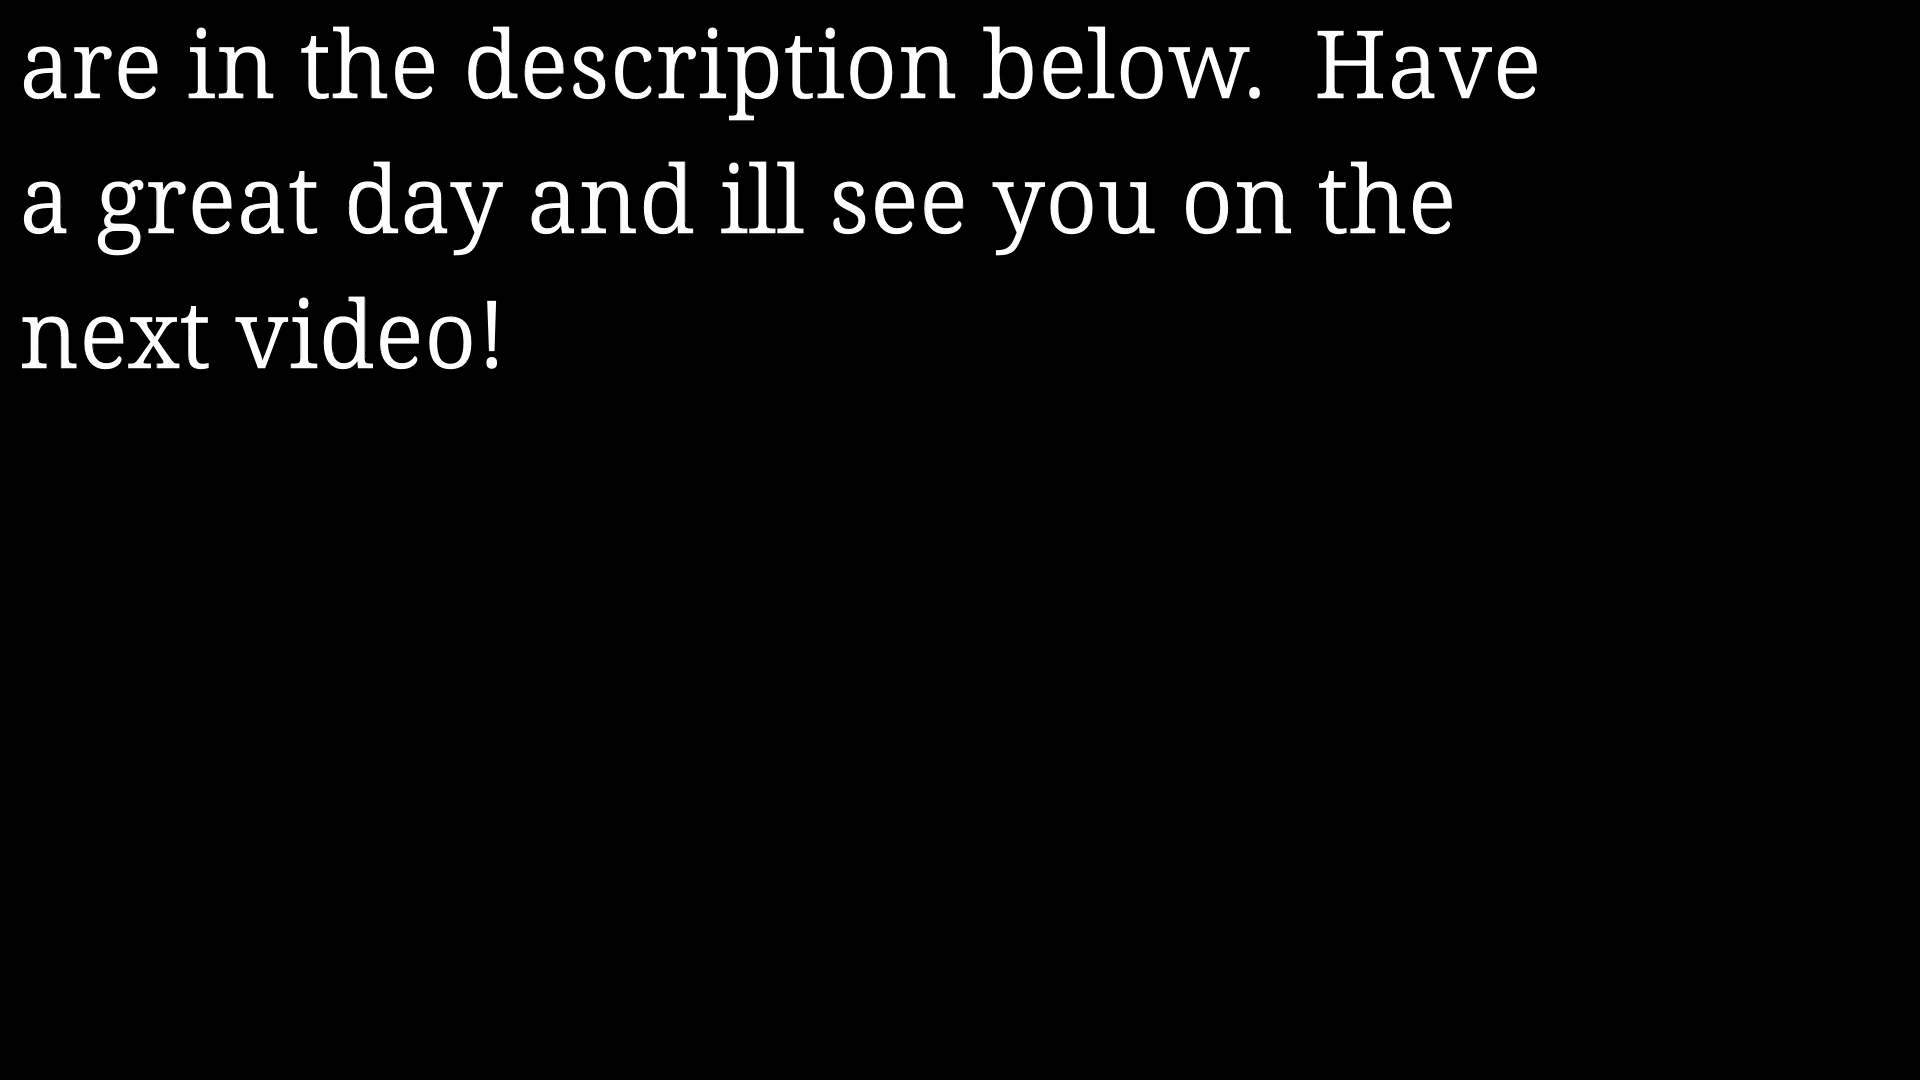 are in the description below.  Have
a great day and ill see you on the
next video!